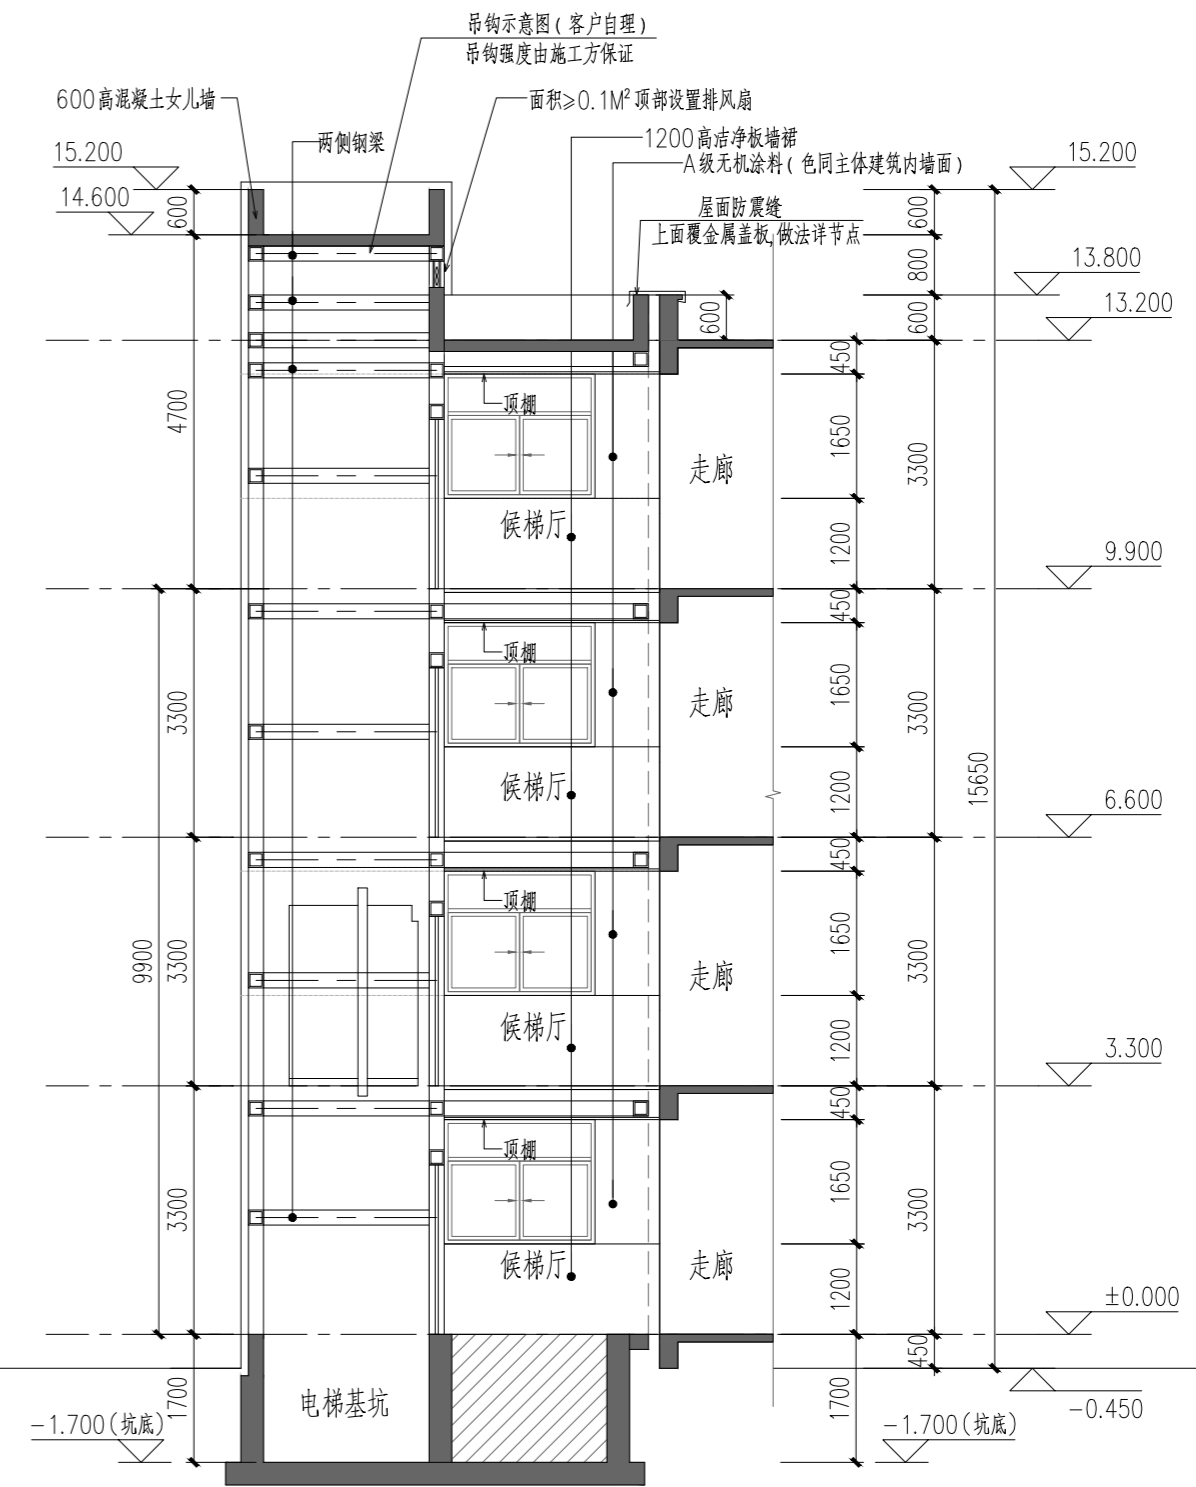 吊钩示意图(客户自理)
吊钩强度由施工方保证
600高混凝土女儿墙
面积≥0.1M² 顶部设置排风扇
两侧钢梁
1200高洁净板墙裙
A级无机涂料(色同主体建筑内墙面)
15.200
15.200
14.600
屋面防震缝
上面覆金属盖板,做法详节点
600
600
800
13.800
13.200
600
600
4700
450
顶棚
1650
走廊
3300
候梯厅
1200
9.900
450
顶棚
3300
1650
走廊
3300
15650
候梯厅
1200
6.600
450
顶棚
9900
3300
1650
走廊
3300
候梯厅
1200
3.300
450
顶棚
3300
1650
走廊
3300
候梯厅
1200
±0.000
450
电梯基坑
1700
1700
-0.450
-1.700(坑底)
-1.700(坑底)